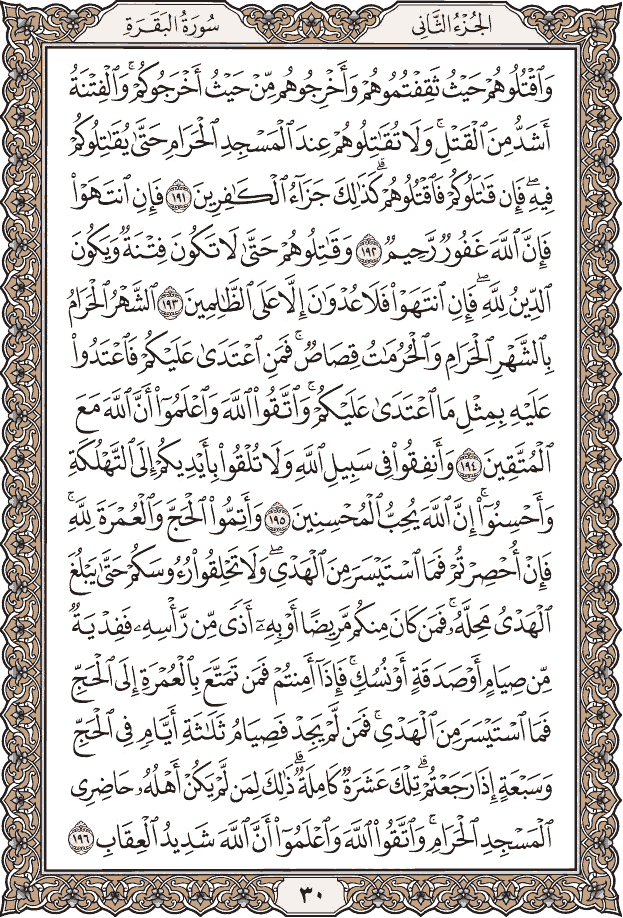 الجُزْءُ الثَّانِي
سُورَةُ البَقَرَةِ
وَٱقۡتُلُوهُمۡ حَيۡثُ ثَقِفۡتُمُوهُمۡ وَأَخۡرِجُوهُم مِّنۡ حَيۡثُ أَخۡرَجُوكُمۡۚ وَٱلۡفِتۡنَةُ
أَشَدُّ مِنَ ٱلۡقَتۡلِۚ وَلَا تُقَٰتِلُوهُمۡ عِندَ ٱلۡمَسۡجِدِ ٱلۡحَرَامِ حَتَّىٰ يُقَٰتِلُوكُمۡ
فِيهِۖ فَإِن قَٰتَلُوكُمۡ فَٱقۡتُلُوهُمۡۗ كَذَٰلِكَ جَزَآءُ ٱلۡكَٰفِرِينَ ١٩١ فَإِنِ ٱنتَهَوۡاْ
فَإِنَّ ٱللَّهَ غَفُورٞ رَّحِيمٞ ١٩٢ وَقَٰتِلُوهُمۡ حَتَّىٰ لَا تَكُونَ فِتۡنَةٞ وَيَكُونَ
ٱلدِّينُ لِلَّهِۖ فَإِنِ ٱنتَهَوۡاْ فَلَا عُدۡوَٰنَ إِلَّا عَلَى ٱلظَّٰلِمِينَ ١٩٣ ٱلشَّهۡرُ ٱلۡحَرَامُ
بِٱلشَّهۡرِ ٱلۡحَرَامِ وَٱلۡحُرُمَٰتُ قِصَاصٞۚ فَمَنِ ٱعۡتَدَىٰ عَلَيۡكُمۡ فَٱعۡتَدُواْ
عَلَيۡهِ بِمِثۡلِ مَا ٱعۡتَدَىٰ عَلَيۡكُمۡۚ وَٱتَّقُواْ ٱللَّهَ وَٱعۡلَمُوٓاْ أَنَّ ٱللَّهَ مَعَ
ٱلۡمُتَّقِينَ ١٩٤ وَأَنفِقُواْ فِي سَبِيلِ ٱللَّهِ وَلَا تُلۡقُواْ بِأَيۡدِيكُمۡ إِلَى ٱلتَّهۡلُكَةِ
وَأَحۡسِنُوٓاْۚ إِنَّ ٱللَّهَ يُحِبُّ ٱلۡمُحۡسِنِينَ ١٩٥ وَأَتِمُّواْ ٱلۡحَجَّ وَٱلۡعُمۡرَةَ لِلَّهِۚ
فَإِنۡ أُحۡصِرۡتُمۡ فَمَا ٱسۡتَيۡسَرَ مِنَ ٱلۡهَدۡيِۖ وَلَا تَحۡلِقُواْ رُءُوسَكُمۡ حَتَّىٰ يَبۡلُغَ
ٱلۡهَدۡيُ مَحِلَّهُۥۚ فَمَن كَانَ مِنكُم مَّرِيضًا أَوۡ بِهِۦٓ أَذٗى مِّن رَّأۡسِهِۦ فَفِدۡيَةٞ
مِّن صِيَامٍ أَوۡ صَدَقَةٍ أَوۡ نُسُكٖۚ فَإِذَآ أَمِنتُمۡ فَمَن تَمَتَّعَ بِٱلۡعُمۡرَةِ إِلَى ٱلۡحَجِّ
فَمَا ٱسۡتَيۡسَرَ مِنَ ٱلۡهَدۡيِۚ فَمَن لَّمۡ يَجِدۡ فَصِيَامُ ثَلَٰثَةِ أَيَّامٖ فِي ٱلۡحَجِّ
وَسَبۡعَةٍ إِذَا رَجَعۡتُمۡۗ تِلۡكَ عَشَرَةٞ كَامِلَةٞۗ ذَٰلِكَ لِمَن لَّمۡ يَكُنۡ أَهۡلُهُۥ حَاضِرِي
ٱلۡمَسۡجِدِ ٱلۡحَرَامِۚ وَٱتَّقُواْ ٱللَّهَ وَٱعۡلَمُوٓاْ أَنَّ ٱللَّهَ شَدِيدُ ٱلۡعِقَابِ ١٩٦
٣٠